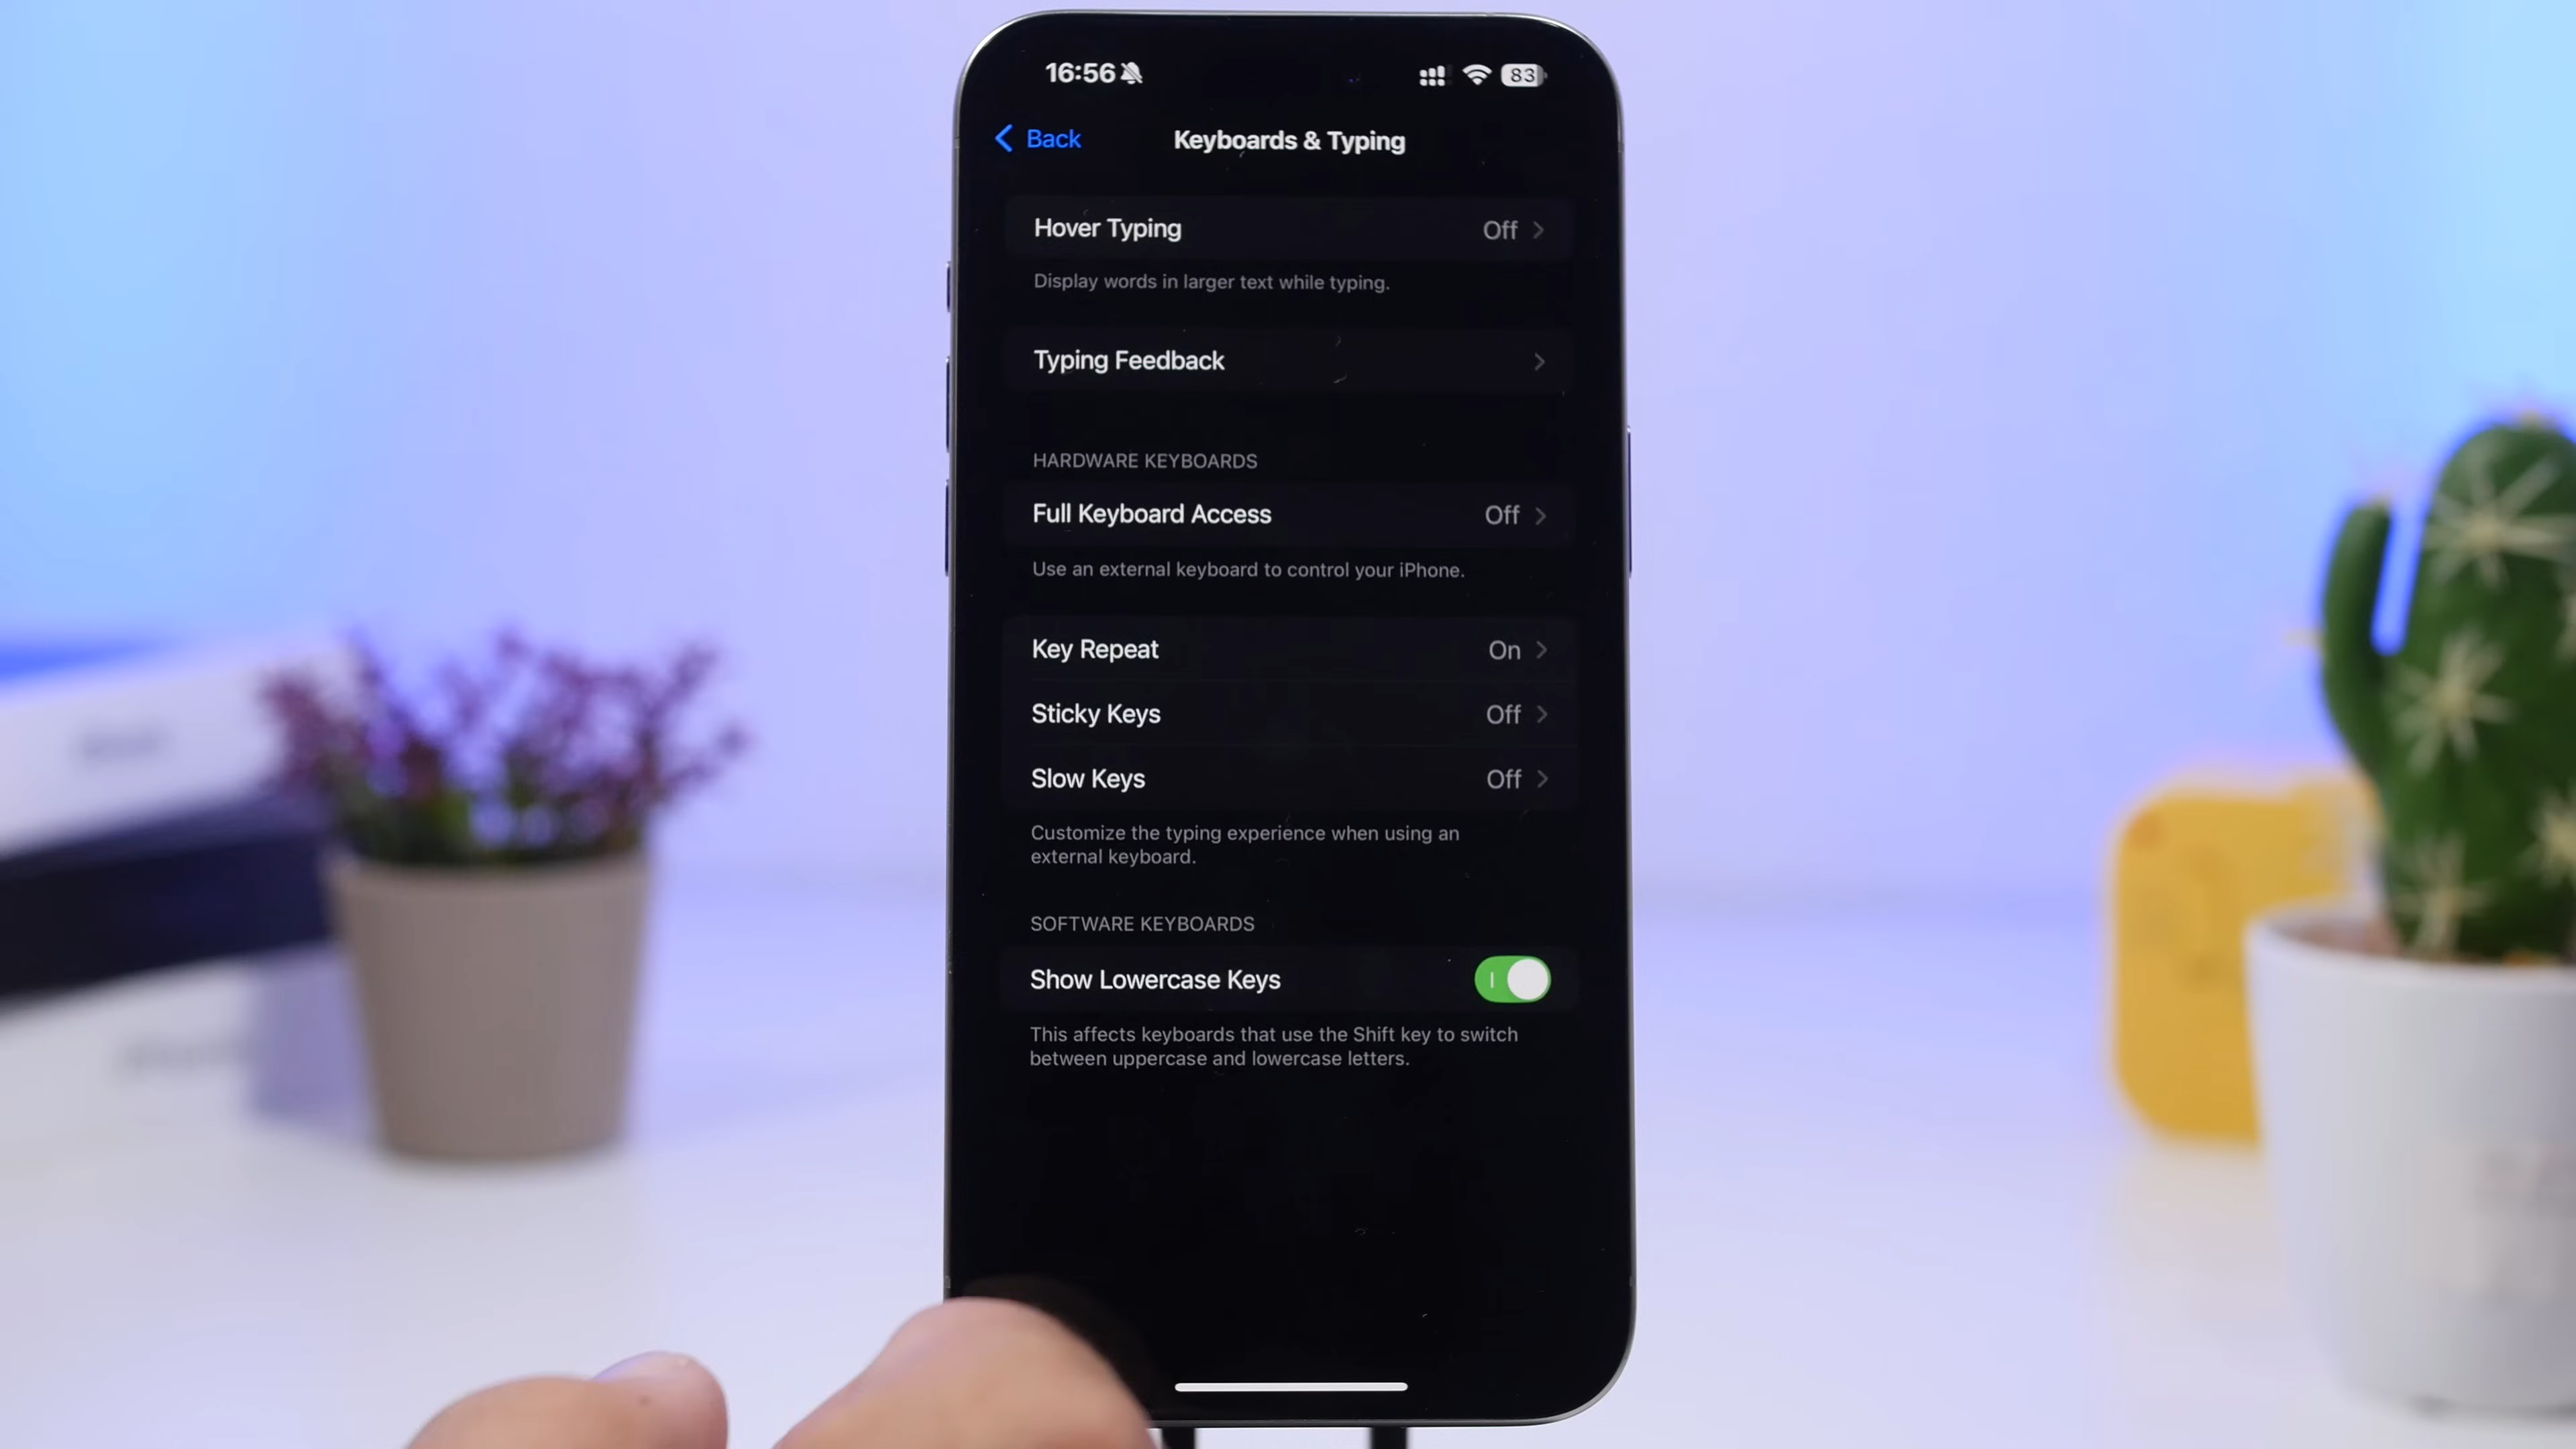 16:56
83
Back
Keyboards & Typing
Hover Typing
Off
Display words in larger text while typing.
Typing Feedback
HARDWARE KEYBOARDS
Full Keyboard Access
Off
Use an external keyboard to control your iPhone.
Key Repeat
On
Sticky Keys
Off
Slow Keys
Off
Customize the typing experience when using an
external keyboard.
SOFTWARE KEYBOARDS
Show Lowercase Keys
This affects keyboards that use the Shift key to switch
between uppercase and lowercase letters.